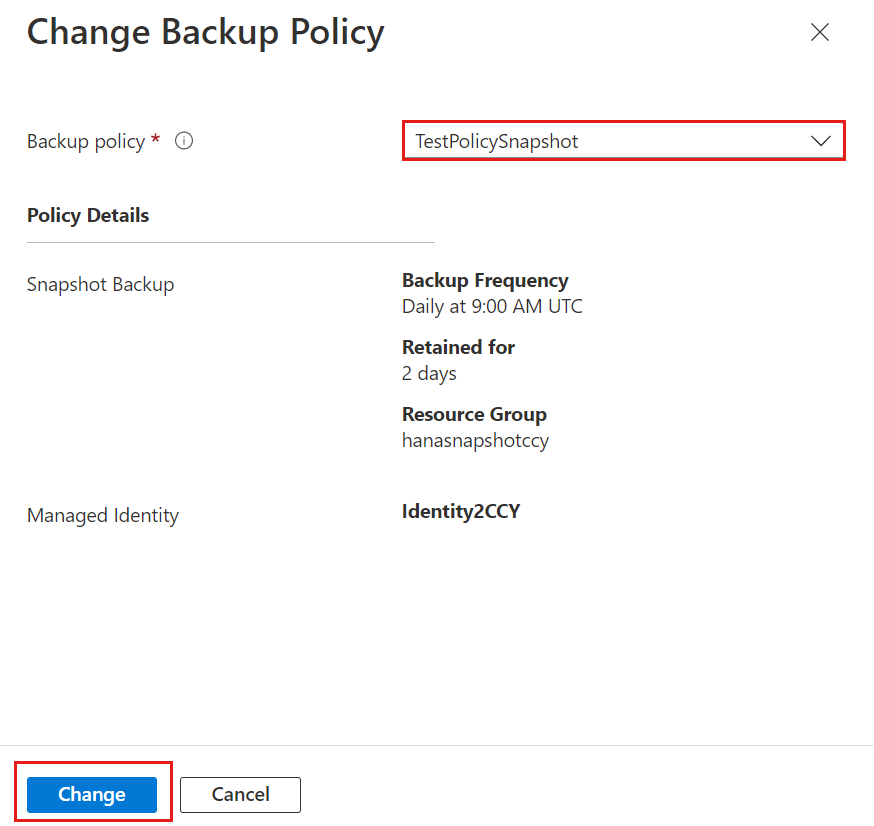 Change Backup Policy
Backup policy * TestPolicySnapshot
Policy Details
Snapshot Backup
Backup Frequency
Daily at 9:00 AM UTC
Retained for
2 days
Resource Group
hanasnapshotccy
Managed Identity
Identity2CCY
Change Cancel